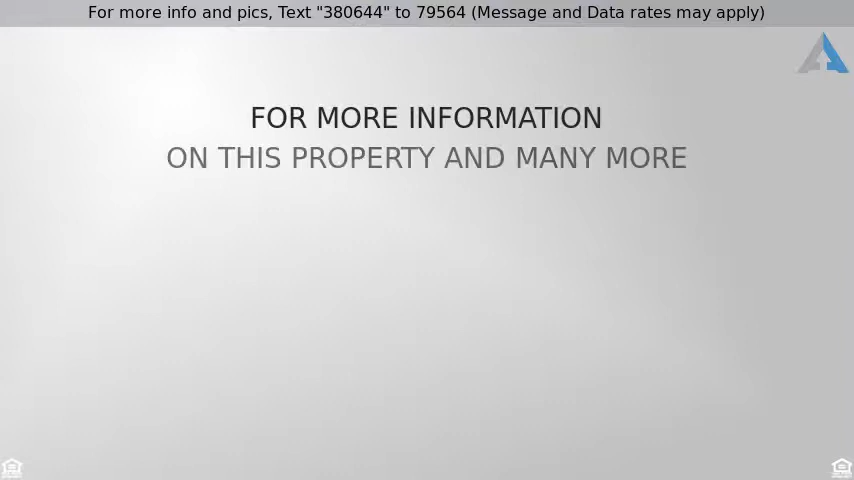 For more info and pics, Text "380644" to 79564 (Message and Data rates may apply)
FOR MORE INFORMATION
ON THIS PROPERTY AND MANY MORE